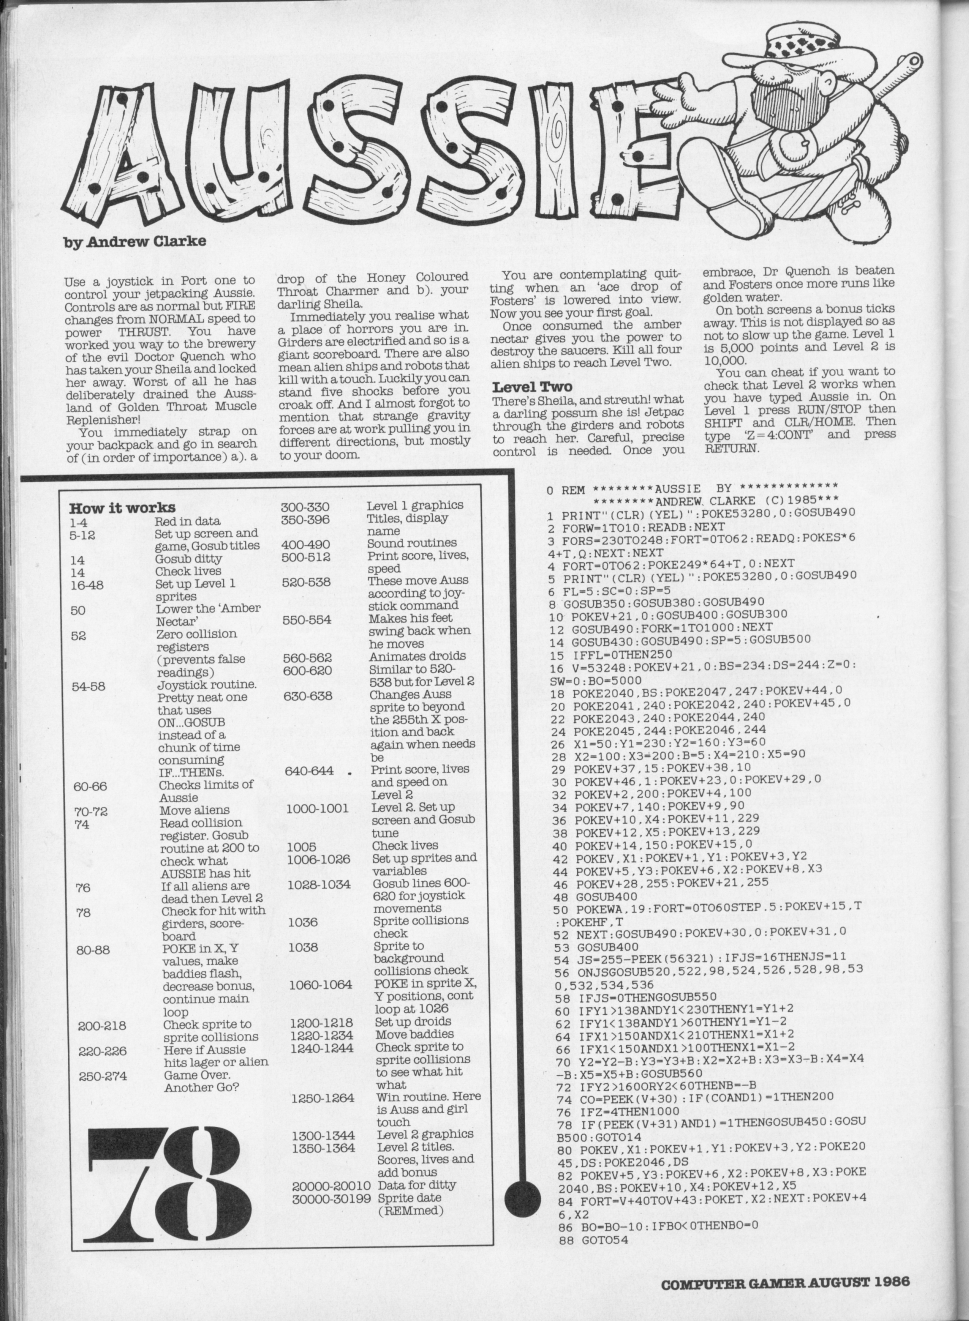 AUSSIE
by Andrew Clarke
Use a joystick in Port one to
control your jetpacking Aussie.
Controls are as normal but FIRE
changes from NORMAL speed to
power THRUST. You have
worked you way to the brewery
of the evil Doctor Quench who
has taken your Sheila and locked
her away. Worst of all he has
deliberately drained the Auss-
land of Golden Throat Muscle
Replenisher!
You immediately strap on
your backpack and go in search
of (in order of importance) a). a
drop of the Honey Coloured
Throat Charmer and b). your
darling Sheila.
Immediately you realise what
a place of horrors you are in.
Girders are electrified and so is a
giant scoreboard. There are also
mean alien ships and robots that
kill with a touch. Luckily you can
stand five shocks before you
croak off. And I almost forgot to
mention that strange gravity
forces are at work pulling you in
different directions, but mostly
to your doom.
You are contemplating quit-
ting when an 'ace drop of
Fosters' is lowered into view.
Now you see your first goal.
Once consumed the amber
nectar gives you the power to
destroy the saucers. Kill all four
alien ships to reach Level Two.
Level Two
There's Sheila, and streuth! what
a darling possum she is! Jetpac
through the girders and robots
to reach her. Careful, precise
control is needed. Once you
embrace, Dr Quench is beaten
and Fosters once more runs like
golden water.
On both screens a bonus ticks
away. This is not displayed so as
not to slow up the game. Level 1
is 5,000 points and Level 2 is
10,000.
You can cheat if you want to
check that Level 2 works when
you have typed Aussie in. On
Level 1 press RUN/STOP then
SHIFT and CLR/HOME. Then
type 'Z=4:CONT' and press
RETURN.
How it works
1-4 Red in data
5-12 Set up screen and
game, Gosub titles
14 Gosub ditty
14 Check lives
16-48 Set up Level 1
sprites
50 Lower the 'Amber
Nectar'
52 Zero collision
registers
(prevents false
readings)
54-58 Joystick routine.
Pretty neat one
that uses
ON...GOSUB
instead of a
chunk of time
consuming
IF...THENs.
60-66 Checks limits of
Aussie
70-72 Move aliens
74 Read collision
register. Gosub
routine at 200 to
check what
AUSSIE has hit
76 If all aliens are
dead then Level 2
78 Check for hit with
girders, score-
board
80-88 POKE in X, Y
values, make
baddies flash,
decrease bonus,
continue main
loop
200-218 Check sprite to
sprite collisions
220-226 Here if Aussie
hits lager or alien
250-274 Game Over.
Another Go?
300-330 Level 1 graphics
350-396 Titles, display
name
400-490 Sound routines
500-512 Print score, lives,
speed
520-538 These move Auss
according to joy-
stick command
550-554 Makes his feet
swing back when
he moves
560-562 Animates droids
600-620 Similar to 520-
538 but for Level 2
630-638 Changes Auss
sprite to beyond
the 255th X pos-
ition and back
again when needs
be
640-644 Print score, lives
and speed on
Level 2
1000-1001 Level 2. Set up
screen and Gosub
tune
1005 Check lives
1006-1026 Set up sprites and
variables
1028-1034 Gosub lines 600-
620 for joystick
movements
1036 Sprite collisions
check
1038 Sprite to
background
collisions check
1060-1064 POKE in sprite X,
Y positions, cont
loop at 1026
1200-1218 Set up droids
1220-1234 Move baddies
1240-1244 Check sprite to
sprite collisions
to see what hit
what
1250-1264 Win routine. Here
is Auss and girl
touch
1300-1344 Level 2 graphics
1350-1364 Level 2 titles.
Scores, lives and
add bonus
20000-20010 Data for ditty
30000-30199 Sprite date
(REMmed)
0 REM ********AUSSIE BY *************
********ANDREW CLARKE (C)1985***
1 PRINT"(CLR)(YEL)":POKE53280,0:GOSUB490
2 FORW=1TO10:READB:NEXT
3 FORS=230TO248:FORT=0TO62:READQ:POKES*6
4+T,Q:NEXT:NEXT
4 FORT=0TO62:POKE249*64+T,0:NEXT
5 PRINT"(CLR)(YEL)":POKE53280,0:GOSUB490
6 FL=5:SC=0:SP=5
8 GOSUB350:GOSUB380:GOSUB490
10 POKEV+21,0:GOSUB400:GOSUB300
12 GOSUB490:FORK=1TO1000:NEXT
14 GOSUB430:GOSUB490:SP=5:GOSUB500
15 IFFL=0THEN250
16 V=53248:POKEV+21,0:BS=234:DS=244:Z=0:
SW=0:BO=5000
18 POKE2040,BS:POKE2047,247:POKEV+44,0
20 POKE2041,240:POKE2042,240:POKEV+45,0
22 POKE2043,240:POKE2044,240
24 POKE2045,244:POKE2046,244
26 X1=50:Y1=230:Y2=160:Y3=60
28 X2=100:X3=200:B=5:X4=210:X5=90
29 POKEV+37,15:POKEV+38,10
30 POKEV+46,1:POKEV+23,0:POKEV+29,0
32 POKEV+2,200:POKEV+4,100
34 POKEV+7,140:POKEV+9,90
36 POKEV+10,X4:POKEV+11,229
38 POKEV+12,X5:POKEV+13,229
40 POKEV+14,150:POKEV+15,0
42 POKEV,X1:POKEV+1,Y1:POKEV+3,Y2
44 POKEV+5,Y3:POKEV+6,X2:POKEV+8,X3
46 POKEV+28,255:POKEV+21,255
48 GOSUB400
50 POKEWA,19:FORT=0TO60STEP.5:POKEV+15,T
:POKEHF,T
52 NEXT:GOSUB490:POKEV+30,0:POKEV+31,0
53 GOSUB400
54 JS=255-PEEK(56321):IFJS=16THENJS=11
56 ONJSGOSUB520,522,98,524,526,528,98,53
0,532,534,536
58 IFJS=0THENGOSUB550
60 IFY1>138ANDY1<230THENY1=Y1+2
62 IFY1<138ANDY1>60THENY1=Y1-2
64 IFX1>150ANDX1<210THENX1=X1+2
66 IFX1<150ANDX1>100THENX1=X1-2
70 Y2=Y2-B:Y3=Y3+B:X2=X2+B:X3=X3-B:X4=X4
-B:X5=X5+B:GOSUB560
72 IFY2>160ORY2<60THENB=-B
74 CO=PEEK(V+30):IF(COAND1)=1THEN200
76 IFZ=4THEN1000
78 IF(PEEK(V+31)AND1)=1THENGOSUB450:GOSU
B500:GOTO14
80 POKEV,X1:POKEV+1,Y1:POKEV+3,Y2:POKE20
45,DS:POKE2046,DS
82 POKEV+5,Y3:POKEV+6,X2:POKEV+8,X3:POKE
2040,BS:POKEV+10,X4:POKEV+12,X5
84 FORT=V+40TOV+43:POKET,X2:NEXT:POKEV+4
6,X2
86 BO=BO-10:IFBO<0THENBO=0
88 GOTO54
78
COMPUTER GAMER AUGUST 1986